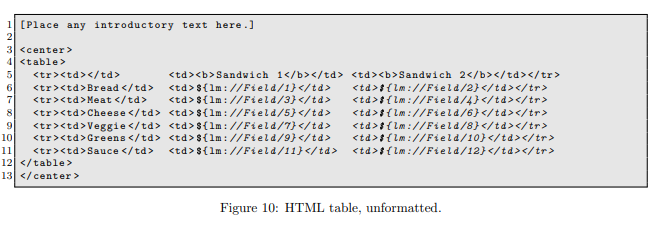 1 [Place any introductory text here.]
2
3 <center>
4 <table>
5   <tr><td></td>       <td><b>Sandwich 1</b></td> <td><b>Sandwich 2</b></td></tr>
6   <tr><td>Bread</td>  <td>${lm://Field/1}</td>   <td>${lm://Field/2}</td></tr>
7   <tr><td>Meat</td>   <td>${lm://Field/3}</td>   <td>${lm://Field/4}</td></tr>
8   <tr><td>Cheese</td> <td>${lm://Field/5}</td>   <td>${lm://Field/6}</td></tr>
9   <tr><td>Veggie</td> <td>${lm://Field/7}</td>   <td>${lm://Field/8}</td></tr>
10   <tr><td>Greens</td> <td>${lm://Field/9}</td>   <td>${lm://Field/10}</td></tr>
11   <tr><td>Sauce</td>  <td>${lm://Field/11}</td>  <td>${lm://Field/12}</td></tr>
12 </table>
13 </center>
Figure 10: HTML table, unformatted.